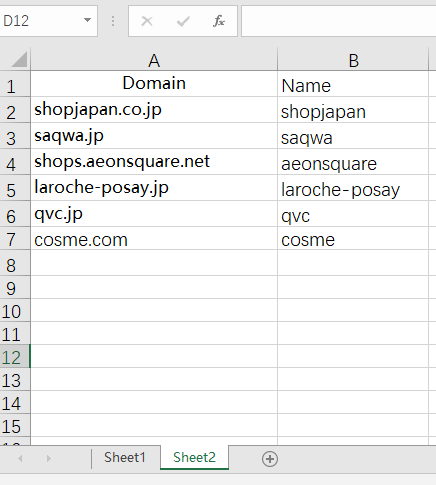 D12 fx
A B
1 Domain Name
2 shopjapan.co.jp shopjapan
3 saqwa.jp saqwa
4 shops.aeonsquare.net aeonsquare
5 laroche-posay.jp laroche-posay
6 qvc.jp qvc
7 cosme.com cosme
8
9
10
11
12
13
14
15
Sheet1 Sheet2